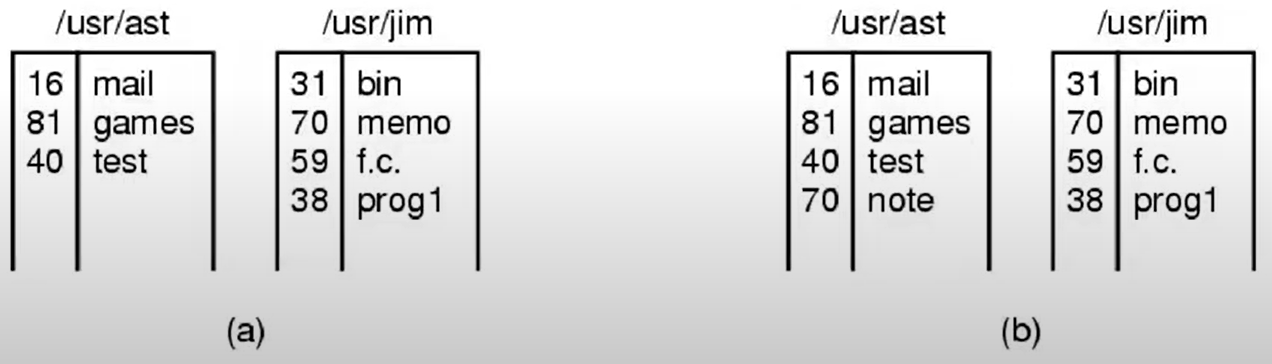 /usr/ast
16 mail
81 games
40 test
/usr/jim
31 bin
70 memo
59 f.c.
38 prog1
(a)
/usr/ast
16 mail
81 games
40 test
70 note
/usr/jim
31 bin
70 memo
59 f.c.
38 prog1
(b)